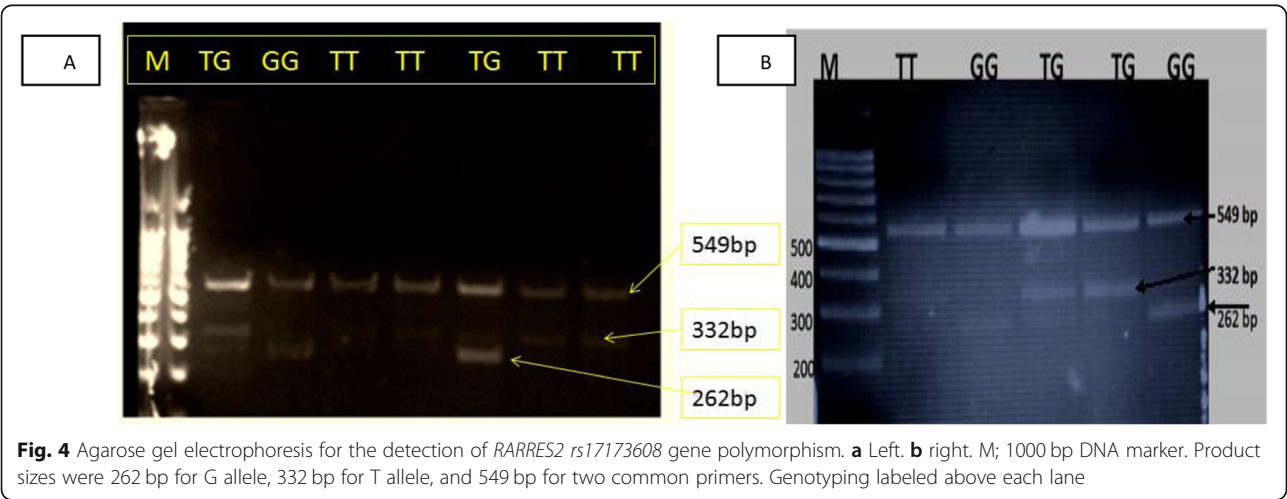 A
M TG GG TT TT TG TT TT
549bp
332bp
262bp
B
M TT GG TG TG GG
500
400
300
200
549 bp
332 bp
262 bp
Fig. 4 Agarose gel electrophoresis for the detection of RARRES2 rs17173608 gene polymorphism. a Left. b right. M; 1000 bp DNA marker. Product
sizes were 262 bp for G allele, 332 bp for T allele, and 549 bp for two common primers. Genotyping labeled above each lane